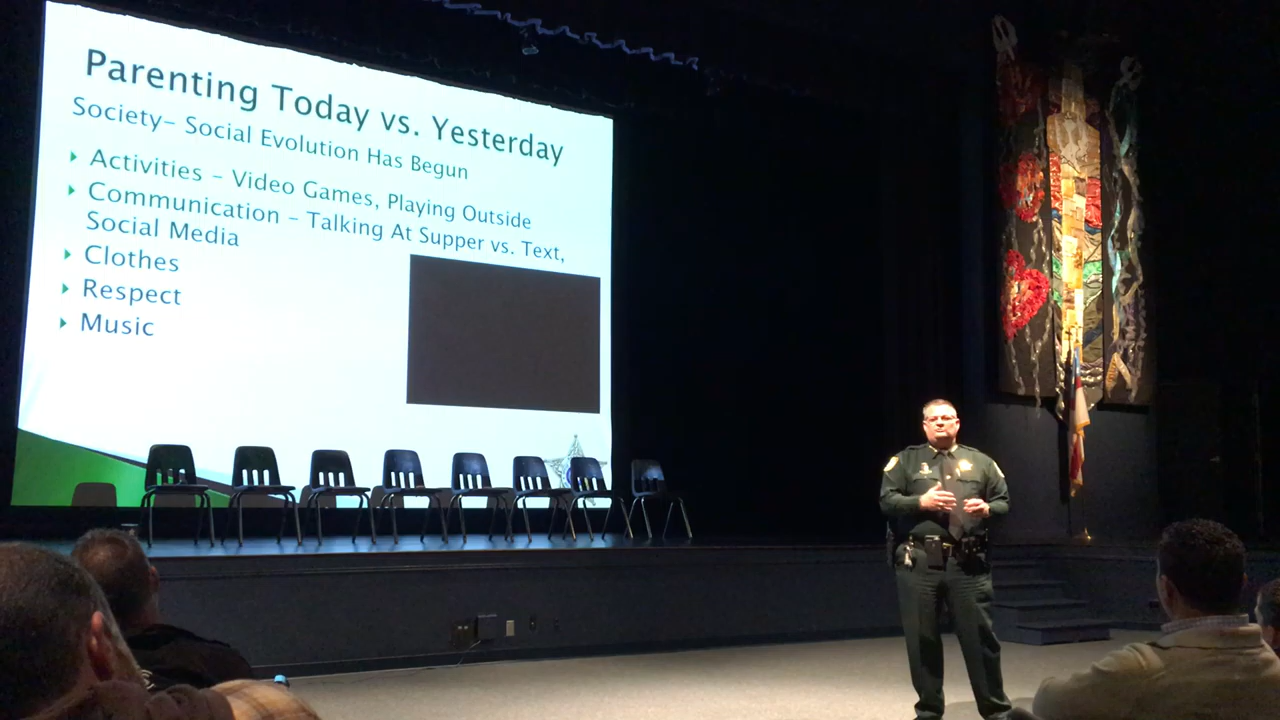 Parenting Today vs. Yesterday
Society- Social Evolution Has Begun
Activities - Video Games, Playing Outside
Communication - Talking At Supper vs. Text,
Social Media
Clothes
Respect
Music